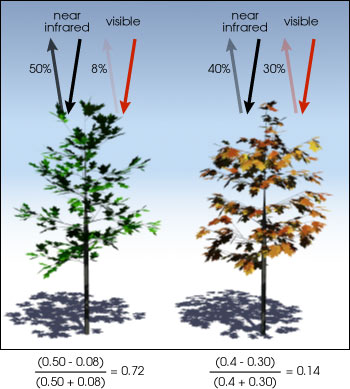 near infrared visible
50% 8%
near infrared visible
40% 30%
(0.50 - 0.08)
(0.50 + 0.08) = 0.72
(0.4 - 0.30)
(0.4 + 0.30) = 0.14